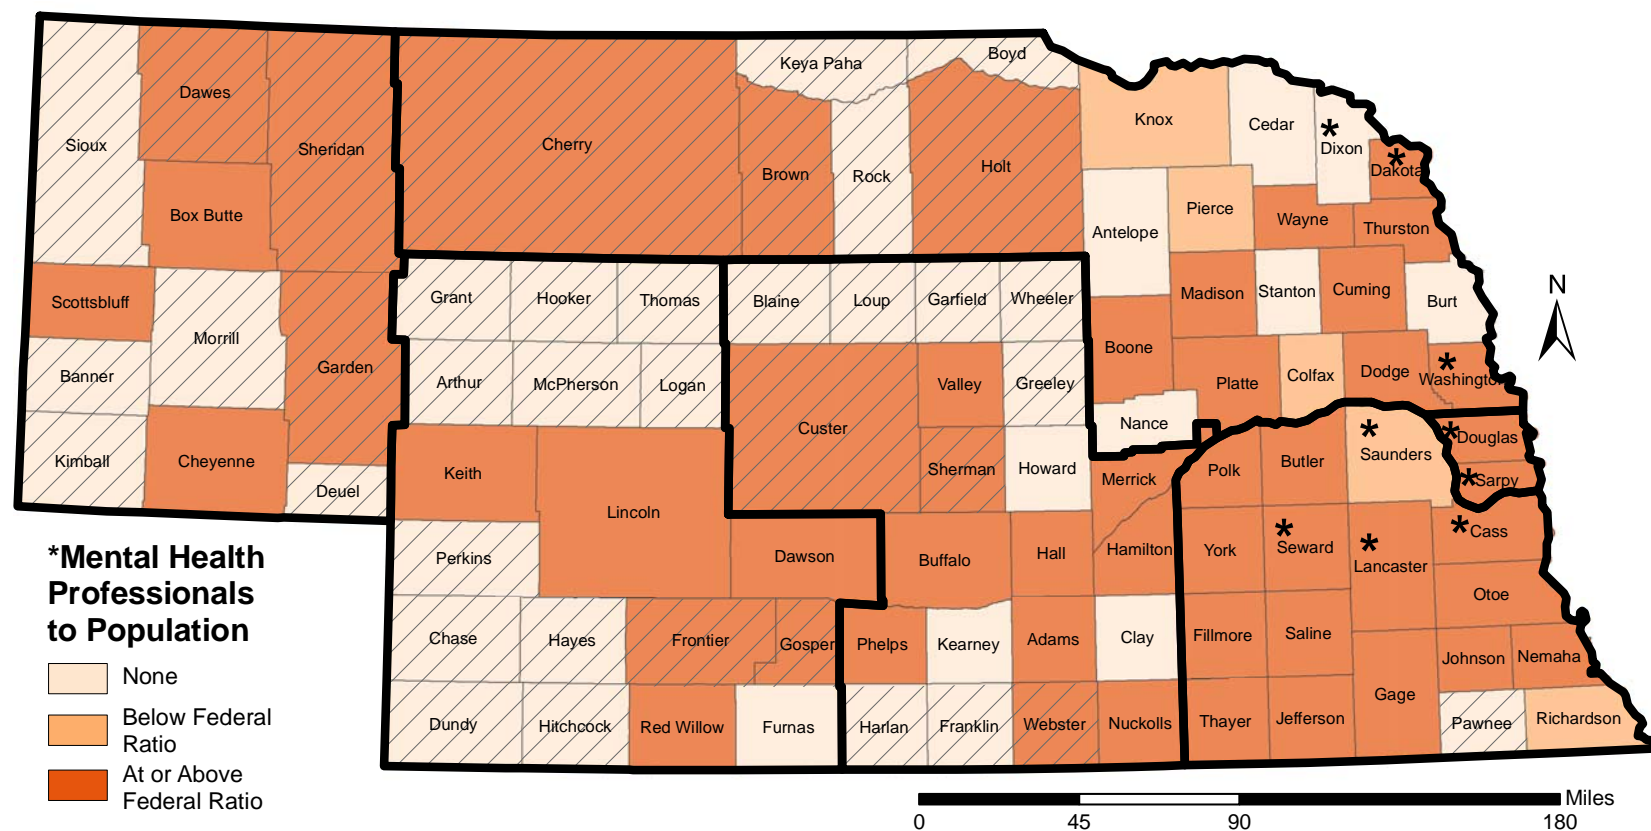 Keya Paha
Boyd
Dawes
Knox
Cedar
*
Dixon
Sioux
Sheridan
Cherry
Brown
Rock
Holt
*
Dakota
Box Butte
Pierce
Wayne
Thurston
Antelope
Scottsbluff
Grant
Hooker
Thomas
Blaine
Loup
Garfield
Wheeler
Madison
Stanton
Cuming
Burt
N
Morrill
Boone
Banner
Garden
Arthur
McPherson
Logan
Valley
Greeley
Platte
Colfax
Dodge
*
Washington
Custer
Nance
Kimball
Cheyenne
Deuel
Keith
Lincoln
Sherman
Howard
Merrick
Polk
Butler
*
Saunders
*
Douglas
*
Sarpy
Perkins
Dawson
Buffalo
Hall
Hamilton
York
*
Seward
*
Lancaster
*
Cass
Otoe
Chase
Hayes
Frontier
Gosper
Phelps
Kearney
Adams
Clay
Fillmore
Saline
Johnson
Nemaha
Gage
Dundy
Hitchcock
Red Willow
Furnas
Harlan
Franklin
Webster
Nuckolls
Thayer
Jefferson
Pawnee
Richardson
*Mental Health
Professionals
to Population
None
Below Federal
Ratio
At or Above
Federal Ratio
Miles
0 45 90 180